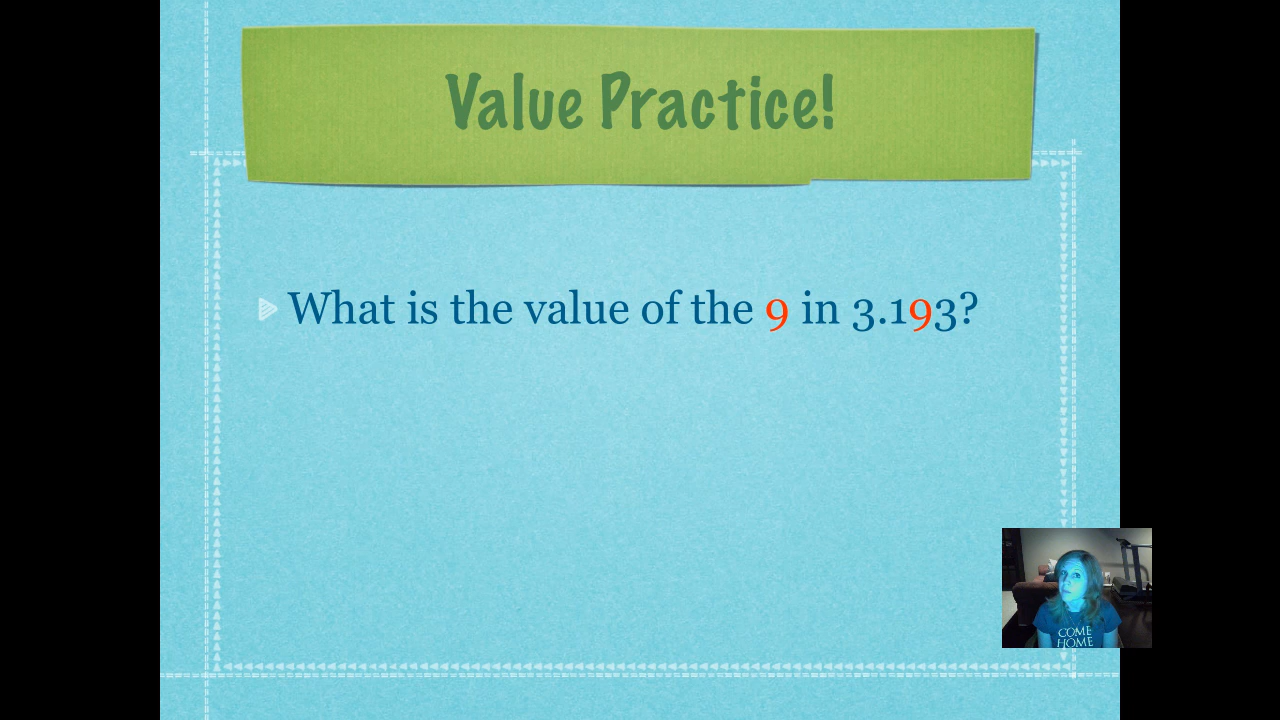 Value Practice!
What is the value of the 9 in 3.193?
COME
HOME